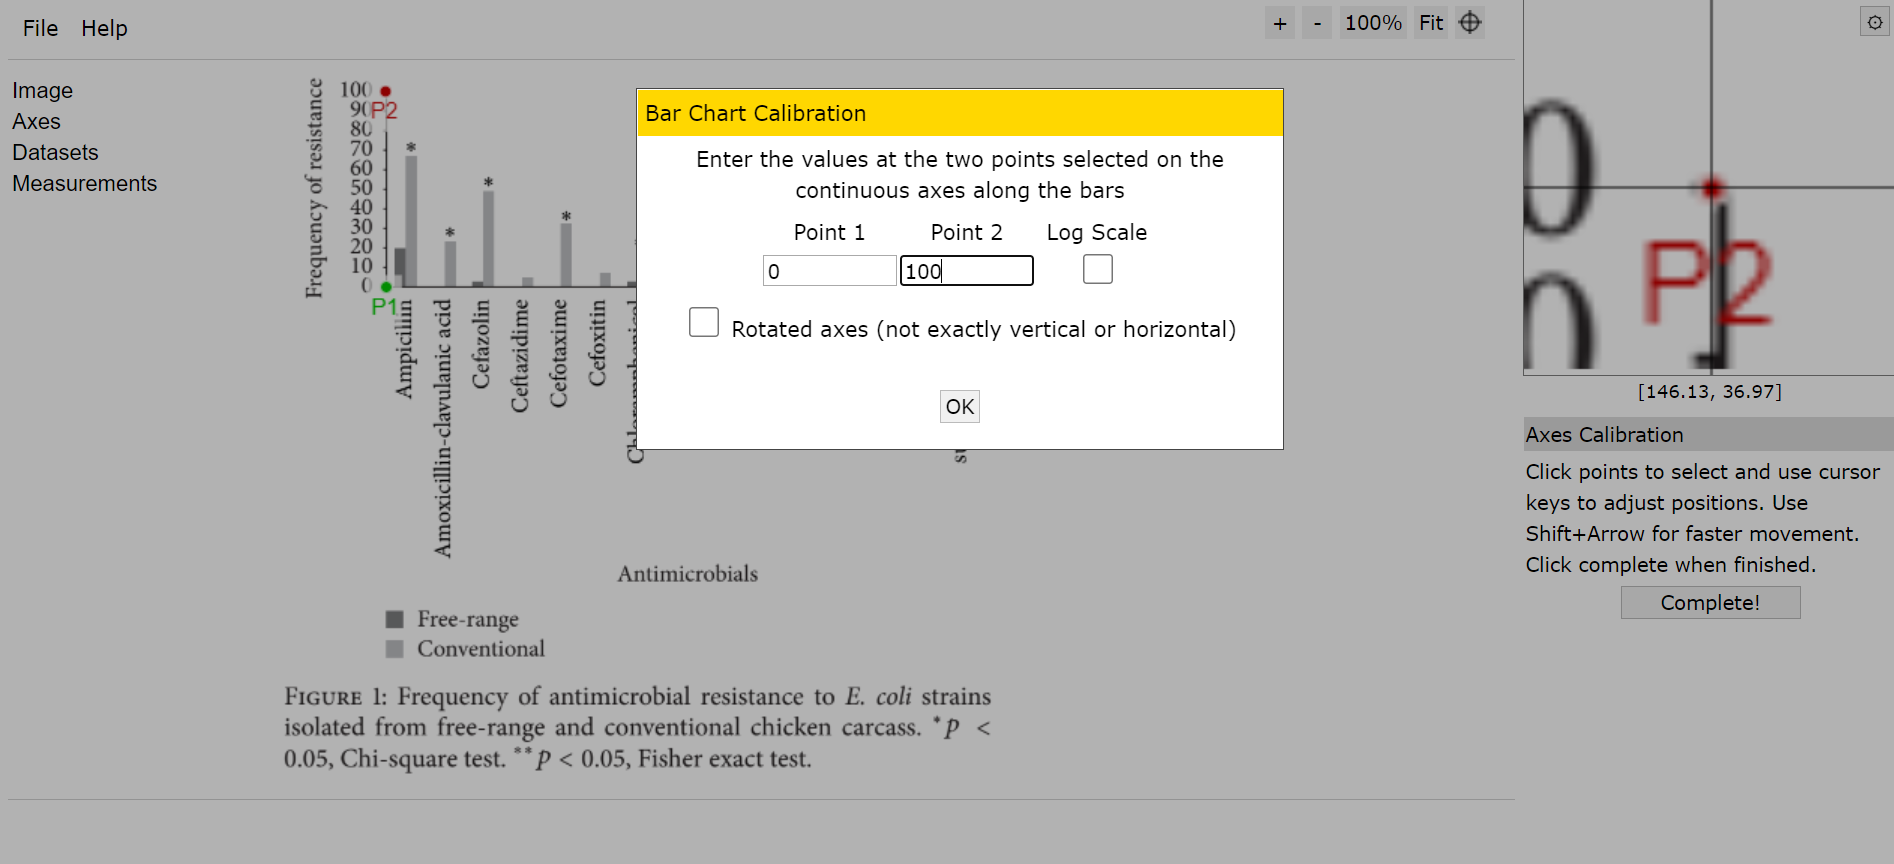 File Help
+ - 100% Fit
Image
Axes
Datasets
Measurements
Frequency of resistance
100
90
80
70
60
50
40
30
20
10
0
P2
P1
* * * *
Ampicillin
Amoxicillin-clavulanic acid
Cefazolin
Ceftazidime
Cefotaxime
Cefoxitin
Antimicrobials
Free-range
Conventional
FIGURE 1: Frequency of antimicrobial resistance to E. coli strains
isolated from free-range and conventional chicken carcass. *p <
0.05, Chi-square test. **p < 0.05, Fisher exact test.
Bar Chart Calibration
Enter the values at the two points selected on the
continuous axes along the bars
Point 1 Point 2 Log Scale
0 100
Rotated axes (not exactly vertical or horizontal)
OK
P2
[146.13, 36.97]
Axes Calibration
Click points to select and use cursor
keys to adjust positions. Use
Shift+Arrow for faster movement.
Click complete when finished.
Complete!